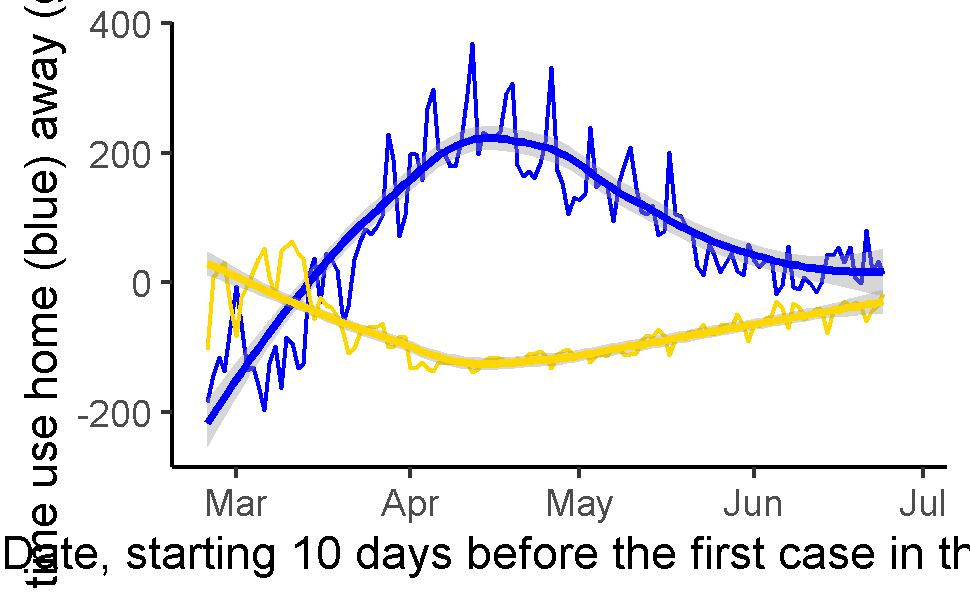 time use home (blue) away (
400
200
0
-200
Mar Apr May Jun Jul
Date, starting 10 days before the first case in th